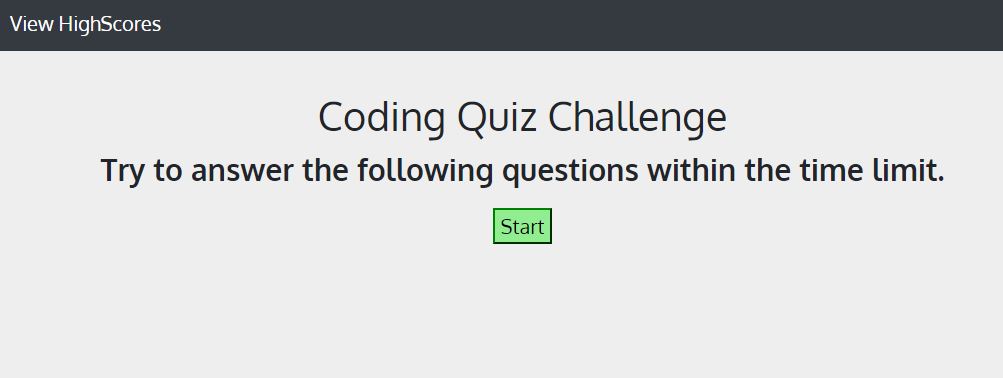 View HighScores
Coding Quiz Challenge
Try to answer the following questions within the time limit.
Start